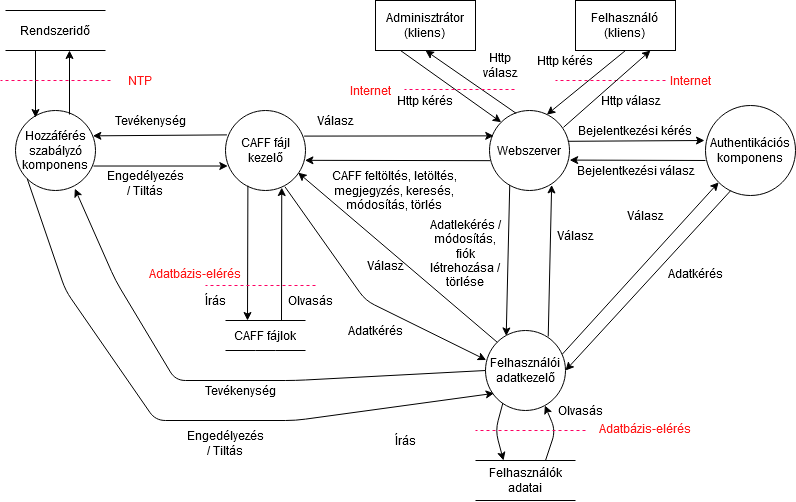 Rendszeridő
Adminisztrátor
(kliens)
Felhasználó
(kliens)
NTP
Internet
Http
válasz
Http kérés
Http kérés
Internet
Http válasz
Hozzáférés
szabályzó
komponens
Tevékenység
Engedélyezés
/ Tiltás
CAFF fájl
kezelő
Válasz
CAFF feltöltés, letöltés,
megjegyzés, keresés,
módosítás, törlés
Webszerver
Bejelentkezési kérés
Bejelentkezési válasz
Authentikációs
komponens
Adatlekérés /
módosítás,
fiók
létrehozása /
törlése
Válasz
Válasz
Adatkérés
Adatbázis-elérés
Írás
Olvasás
CAFF fájlok
Válasz
Adatkérés
Felhasználói
adatkezelő
Tevékenység
Engedélyezés
/ Tiltás
Írás
Olvasás
Adatbázis-elérés
Felhasználók
adatai